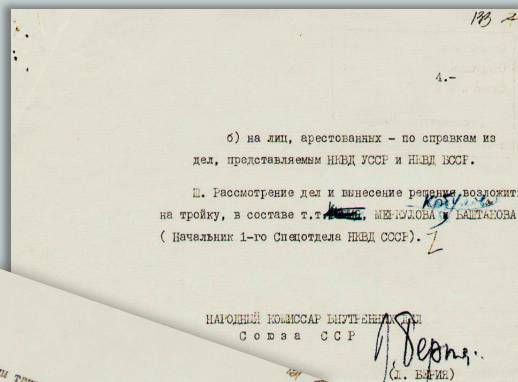 133
4.-
б) на лиц, арестованных - по справкам из
дел, представляемым НКВД УССР и НКВД БССР.
Ш. Рассмотрение дел и вынесение решения возложить
Кобулова
на тройку, в составе т.т. МЕРКУЛОВА и БАШТАКОВА
( Начальник 1-го Спецотдела НКВД СССР).
НАРОДНЫЙ КОМИССАР ВНУТРЕННИХ ДЕЛ
Союза ССР
Л. Берия.
(Л. БЕРИЯ)